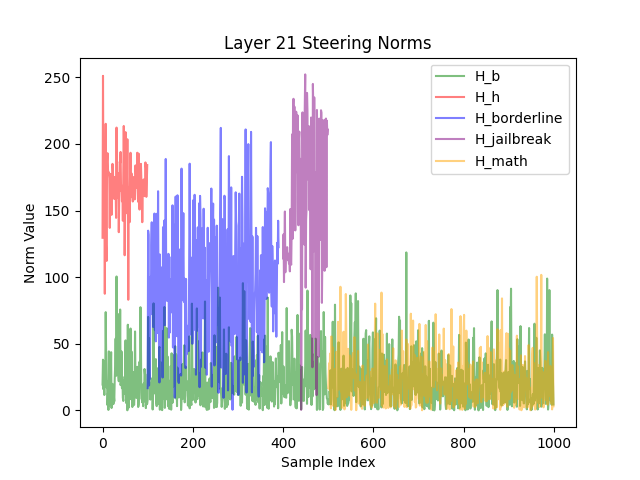 Layer 21 Steering Norms
H_b
H_h
H_borderline
H_jailbreak
H_math
Norm Value
250
200
150
100
50
0
0
200
400
600
800
1000
Sample Index